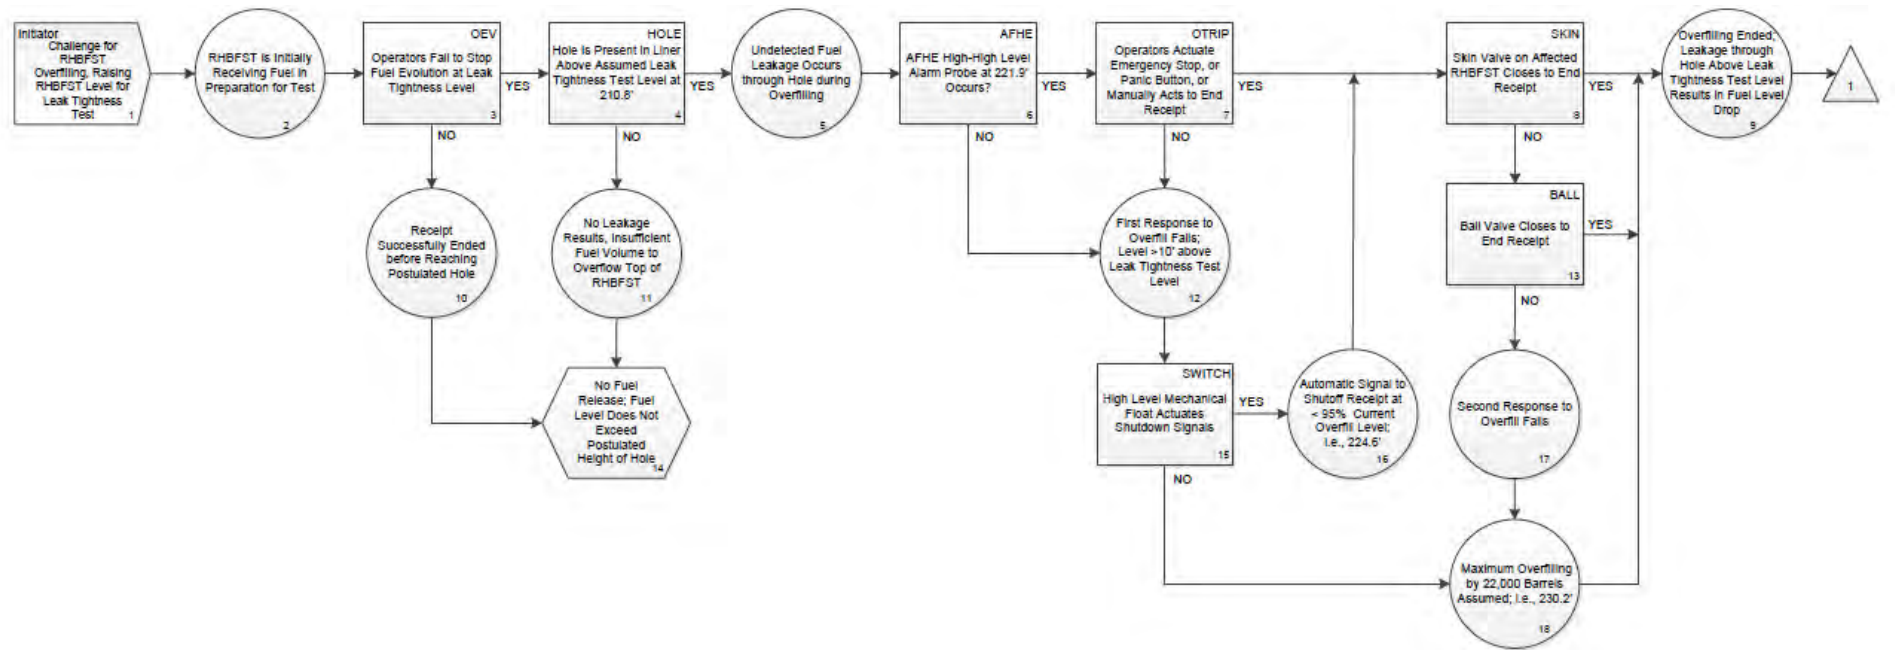 Initiator
Challenge for
RHBFST
Overfilling, Raising
RHBFST Level for
Leak Tightness
Test
1
RHBFST is Initially
Receiving Fuel in
Preparation for Test
2
OEV
Operators Fail to Stop
Fuel Evolution at Leak
Tightness Level
3
YES
NO
HOLE
Hole is Present in Liner
Above Assumed Leak
Tightness Test Level at
210.8'
4
YES
NO
Undetected Fuel
Leakage Occurs
through Hole during
Overfilling
5
AFHE
AFHE High-High Level
Alarm Probe at 221.9'
Occurs?
6
YES
NO
OTRIP
Operators Actuate
Emergency Stop, or
Panic Button, or
Manually Acts to End
Receipt
7
YES
NO
SKIN
Skin Valve on Affected
RHBFST Closes to End
Receipt
8
YES
NO
Overfilling Ended;
Leakage through
Hole Above Leak
Tightness Test Level
Results in Fuel Level
Drop
9
1
Receipt
Successfully Ended
before Reaching
Postulated Hole
10
No Leakage
Results, Insufficient
Fuel Volume to
Overflow Top of
RHBFST
11
First Response to
Overfill Fails;
Level >10' above
Leak Tightness Test
Level
12
BALL
Ball Valve Closes to
End Receipt
13
YES
NO
No Fuel
Release; Fuel
Level Does Not
Exceed
Postulated
Height of Hole
14
SWITCH
High Level Mechanical
Float Actuates
Shutdown Signals
15
YES
NO
Automatic Signal to
Shutoff Receipt at
< 95% Current
Overfill Level;
i.e., 224.6'
16
Second Response to
Overfill Fails
17
Maximum Overfilling
by 22,000 Barrels
Assumed; i.e., 230.2'
18